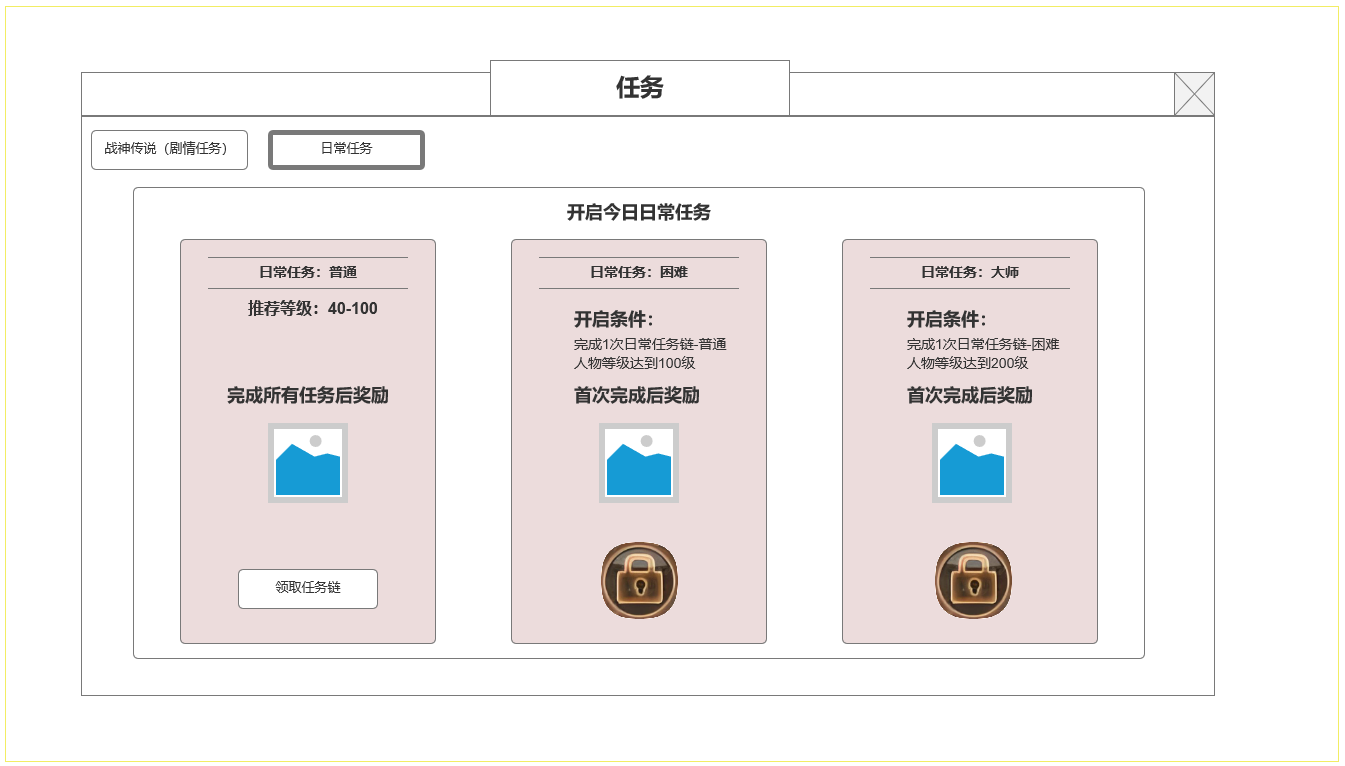 任务
战神传说（剧情任务）
日常任务
开启今日日常任务
日常任务：普通
推荐等级：40-100
完成所有任务后奖励
领取任务链
日常任务：困难
开启条件：
完成1次日常任务链-普通
人物等级达到100级
首次完成后奖励
日常任务：大师
开启条件：
完成1次日常任务链-困难
人物等级达到200级
首次完成后奖励